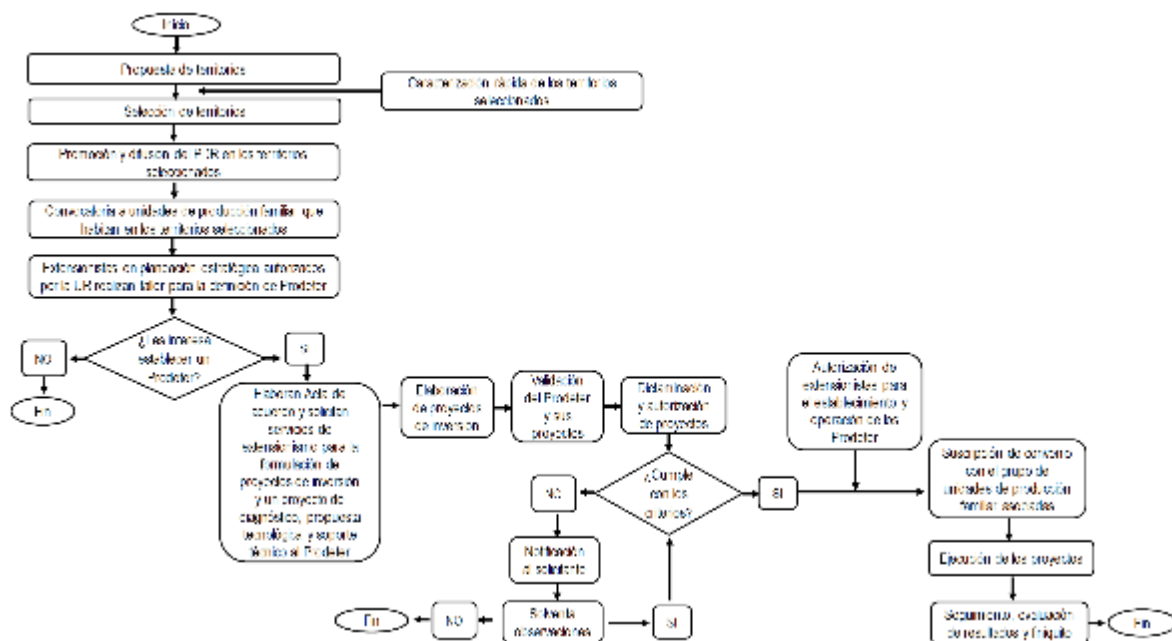 Inicio
Propuesta de territorios
Caracterización rápida de los territorios
seleccionados
Selección de territorios
Promoción y difusión del PDR en los territorios
seleccionados
Convocatoria a unidades de producción familiar que
habitan en los territorios seleccionados
Extensionistas en planeación estratégica autorizados
por la UR realizan taller para la definición de Prodeter
¿Les interesa
establecer un
Prodeter?
NO
SI
Fin
Elaboran Acta de
acuerdo y solicitan
servicios de
extensionismo para la
formulación de
proyectos de inversión
y un proyecto de
diagnóstico, propuesta
tecnológica y soporte
técnico al Prodeter
Elaboración
de proyectos
de inversión
Validación
del Prodeter
y sus
proyectos
Dictaminación
y autorización
de proyectos
¿Cumple
con los
criterios?
NO
SI
Notificación
al solicitante
Solventa
observaciones
NO
SI
Fin
Autorización de
extensionistas para
el establecimiento y
operación de los
Prodeter
Suscripción de convenio
con el grupo de
unidades de producción
familiar asociadas
Ejecución de los proyectos
Seguimiento, evaluación
de resultados y finiquito
Fin